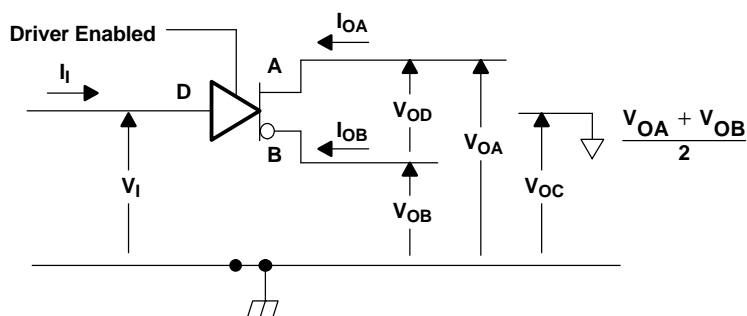 Driver Enabled
I_OA
I_I
D
A
V_OD
V_OA
I_OB
B
V_I
V_OB
V_OC
V_OA + V_OB
2